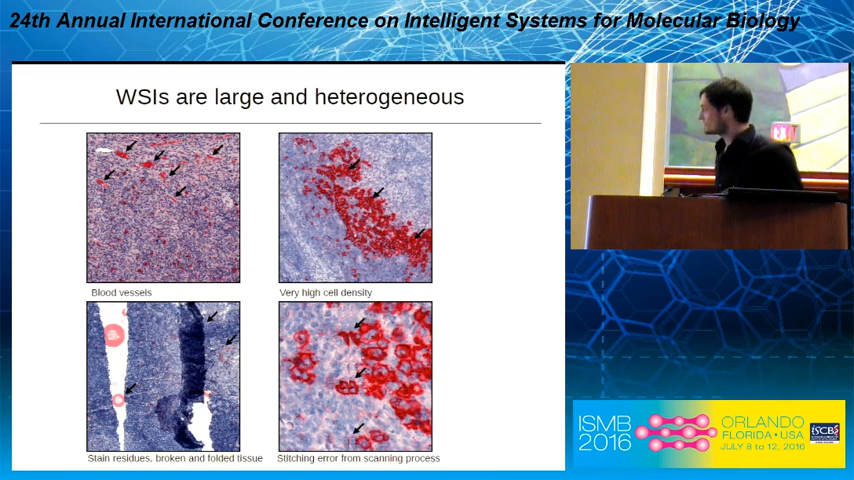 24th Annual International Conference on Intelligent Systems for Molecular Biology
WSIs are large and heterogeneous
Blood vessels
Very high cell density
Stain residues, broken and folded tissue
Stitching error from scanning process
ISMB
2016
ORLANDO
FLORIDA • USA
JULY 8 to 12, 2016
ISCB